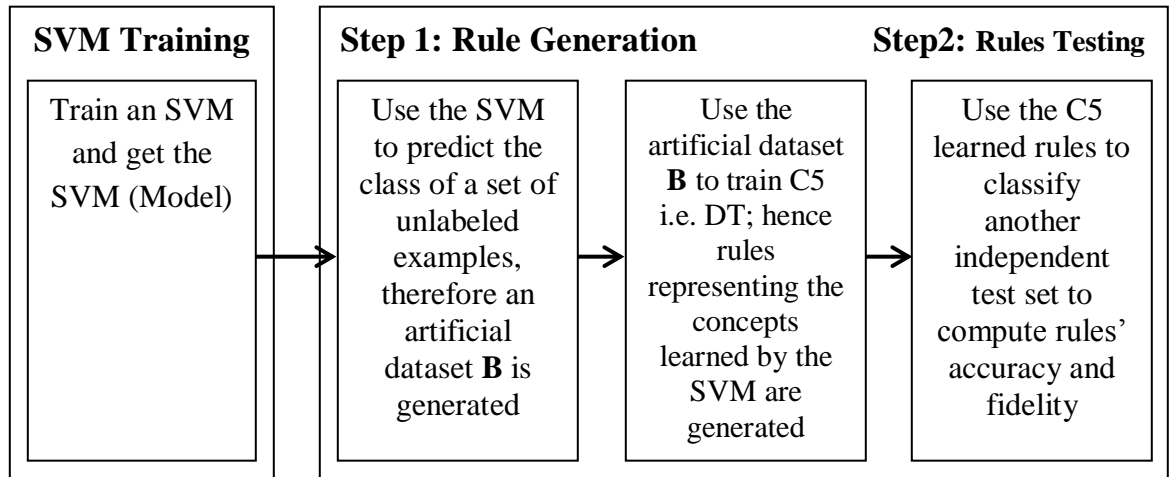 SVM Training
Train an SVM
and get the
SVM (Model)
Step 1: Rule Generation
Use the SVM
to predict the
class of a set of
unlabeled
examples,
therefore an
artificial
dataset B is
generated
Use the
artificial dataset
B to train C5
i.e. DT; hence
rules
representing the
concepts
learned by the
SVM are
generated
Step2: Rules Testing
Use the C5
learned rules to
classify
another
independent
test set to
compute rules’
accuracy and
fidelity